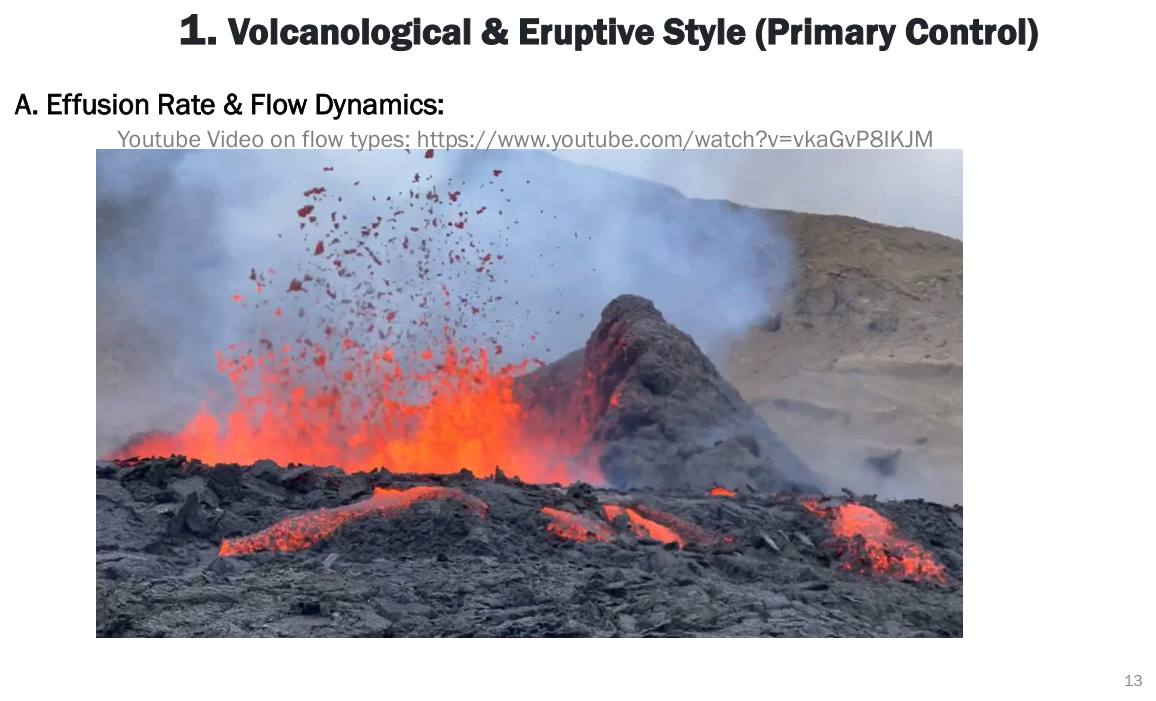 1. Volcanological & Eruptive Style (Primary Control)
A. Effusion Rate & Flow Dynamics:
Youtube Video on flow types: https://www.youtube.com/watch?v=vkaGvP8IKJM
13